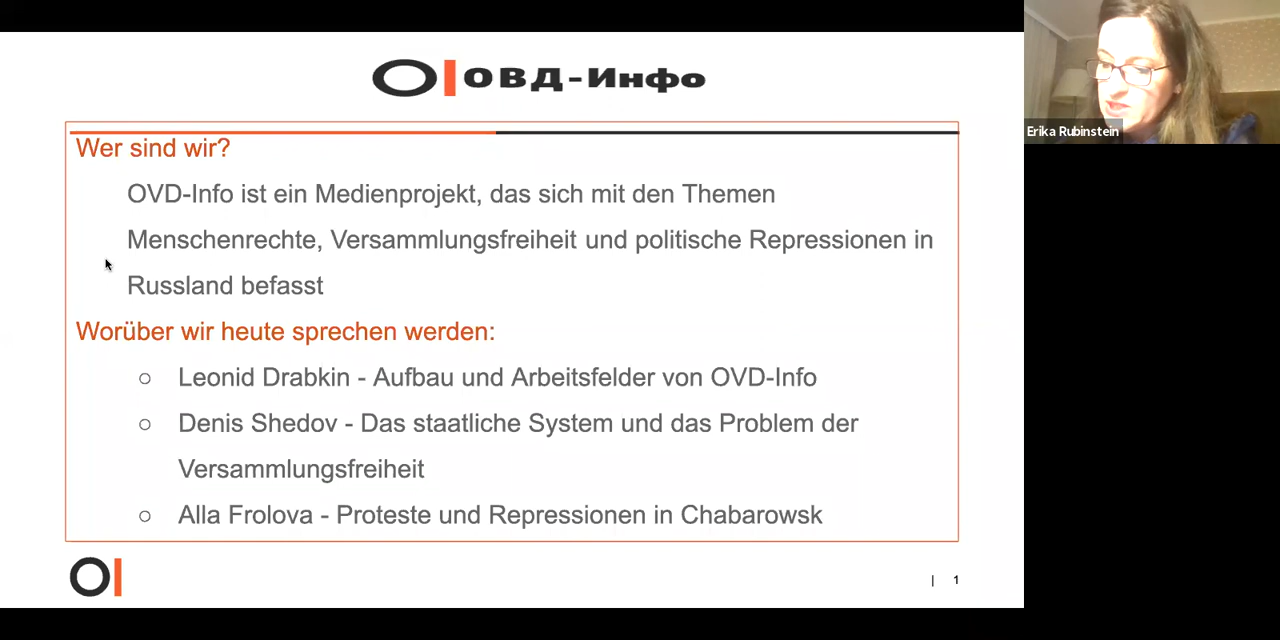 ОВД-Инфо
Wer sind wir?
OVD-Info ist ein Medienprojekt, das sich mit den Themen
Menschenrechte, Versammlungsfreiheit und politische Repressionen in
Russland befasst
Worüber wir heute sprechen werden:
○ Leonid Drabkin - Aufbau und Arbeitsfelder von OVD-Info
○ Denis Shedov - Das staatliche System und das Problem der
Versammlungsfreiheit
○ Alla Frolova - Proteste und Repressionen in Chabarowsk
| 1
Erika Rubinstein